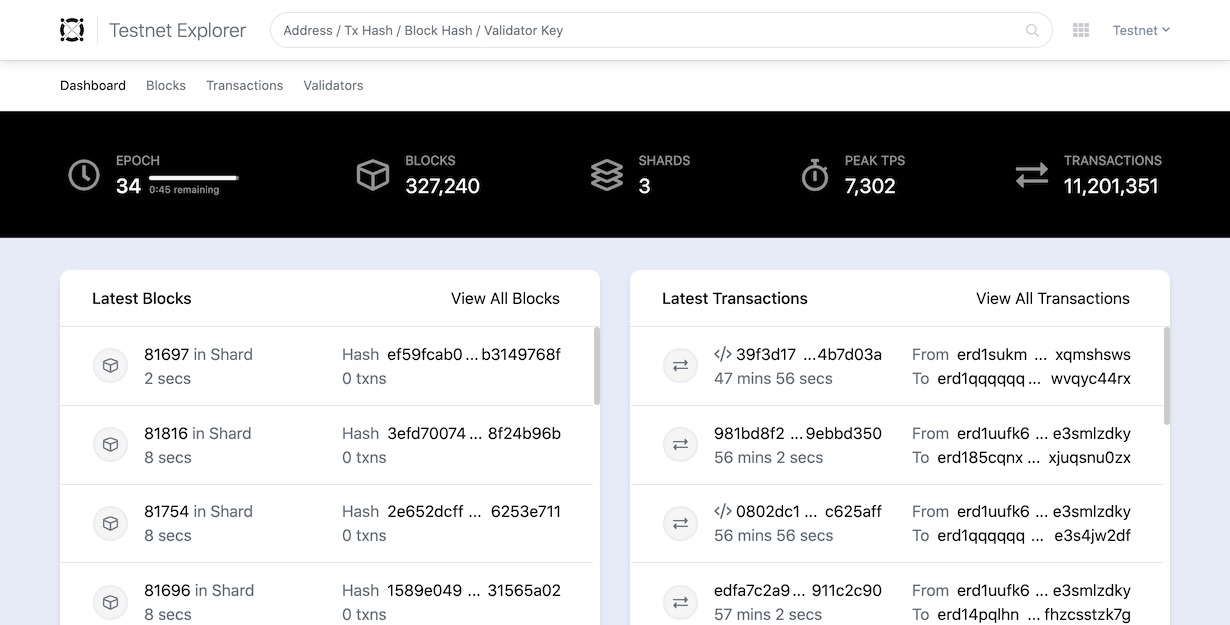 Testnet Explorer
Address / Tx Hash / Block Hash / Validator Key
Testnet
Dashboard Blocks Transactions Validators
EPOCH
34 0:45 remaining
BLOCKS
327,240
SHARDS
3
PEAK TPS
7,302
TRANSACTIONS
11,201,351
Latest Blocks View All Blocks
81697 in Shard Hash ef59fcab0 ... b3149768f
2 secs 0 txns
81816 in Shard Hash 3efd70074 ... 8f24b96b
8 secs 0 txns
81754 in Shard Hash 2e652dcff ... 6253e711
8 secs 0 txns
81696 in Shard Hash 1589e049 ... 31565a02
8 secs 0 txns
Latest Transactions View All Transactions
</> 39f3d17 ...4b7d03a From erd1sukm ... xqmshsws
47 mins 56 secs To erd1qqqqqq ... wvqyc44rx
981bd8f2 ...9ebbd350 From erd1uufk6 ... e3smlzdky
56 mins 2 secs To erd185cqnx ... xjuqsnu0zx
</> 0802dc1 ... c625aff From erd1uufk6 ... e3smlzdky
56 mins 56 secs To erd1qqqqqq ... e3s4jw2df
edfa7c2a9... 911c2c90 From erd1uufk6 ... e3smlzdky
57 mins 2 secs To erd14pqlhn ... fhzcsstzk7g